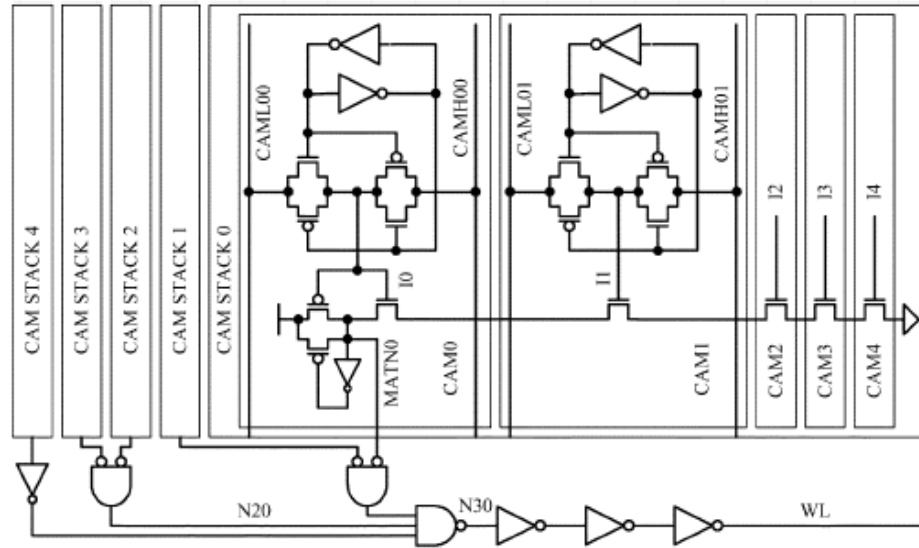 CAM STACK 4
CAM STACK 3
CAM STACK 2
CAM STACK 1
CAM STACK 0
CAML00
CAMH00
CAML01
CAMH01
I2
I3
I4
I0
I1
MATN0
CAM0
CAM1
CAM2
CAM3
CAM4
N20
N30
WL